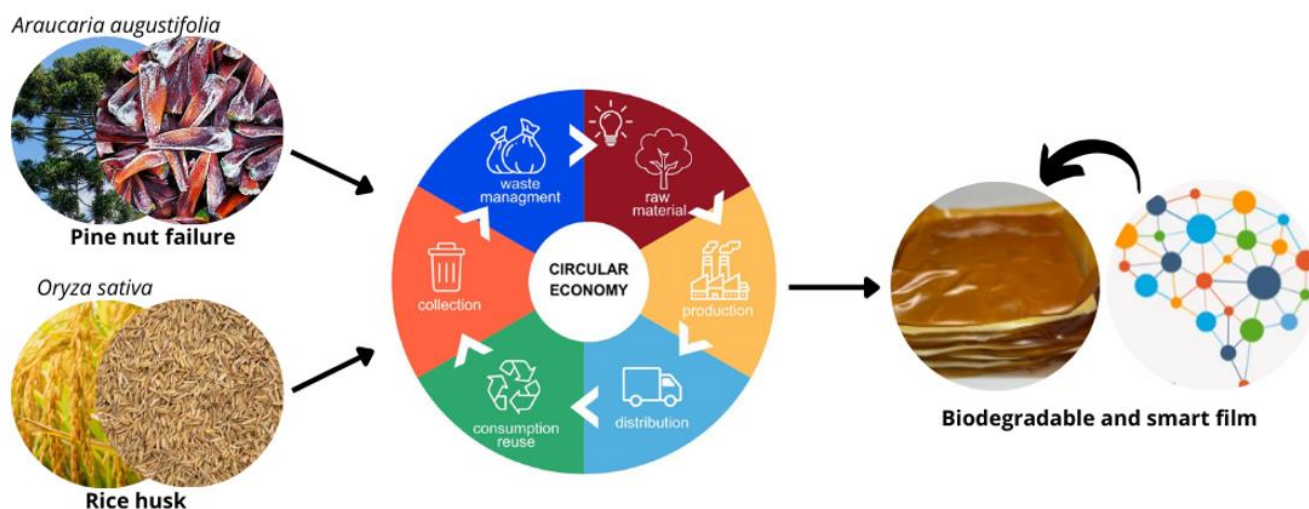 Araucaria augustifolia
Pine nut failure
Oryza sativa
Rice husk
waste
managment
raw
material
production
distribution
consumption
reuse
collection
CIRCULAR
ECONOMY
Biodegradable and smart film